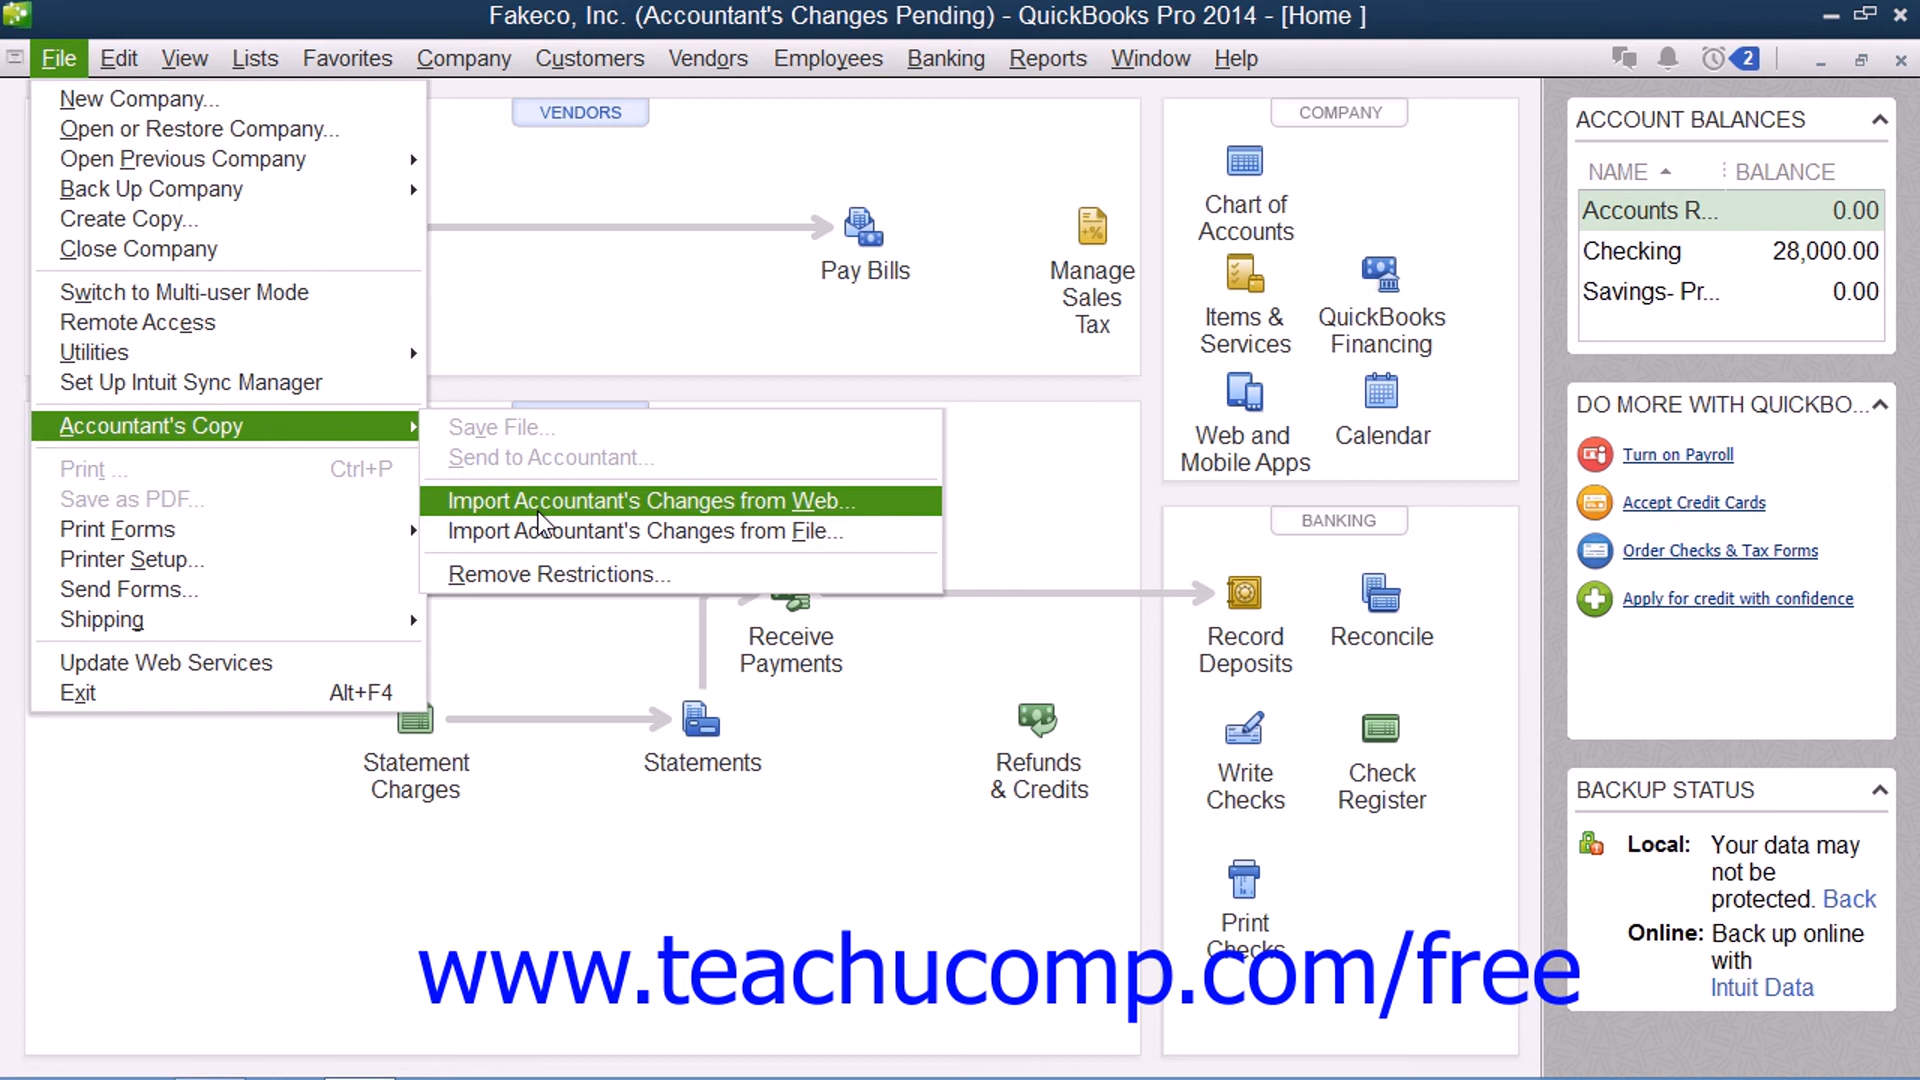 Fakeco, Inc. (Accountant's Changes Pending) - QuickBooks Pro 2014 - [Home ]
File Edit View Lists Favorites Company Customers Vendors Employees Banking Reports Window Help 2
New Company...
Open or Restore Company...
Open Previous Company
Back Up Company
Create Copy...
Close Company
Switch to Multi-user Mode
Remote Access
Utilities
Set Up Intuit Sync Manager
Accountant's Copy
Print ... Ctrl+P
Save as PDF...
Print Forms
Printer Setup...
Send Forms...
Shipping
Update Web Services
Exit Alt+F4
Save File...
Send to Accountant...
Import Accountant's Changes from Web...
Import Accountant's Changes from File...
Remove Restrictions...
VENDORS
Pay Bills
Manage
Sales
Tax
Receive
Payments
Statement
Charges
Statements
Refunds
& Credits
COMPANY
Chart of
Accounts
Items &
Services
QuickBooks
Financing
Web and
Mobile Apps
Calendar
BANKING
Record
Deposits
Reconcile
Write
Checks
Check
Register
Print
Checks
ACCOUNT BALANCES
NAME BALANCE
Accounts R... 0.00
Checking 28,000.00
Savings- Pr... 0.00
DO MORE WITH QUICKBO...
Turn on Payroll
Accept Credit Cards
Order Checks & Tax Forms
Apply for credit with confidence
BACKUP STATUS
Local: Your data may
not be
protected. Back
Online: Back up online
with
Intuit Data
www.teachucomp.com/free